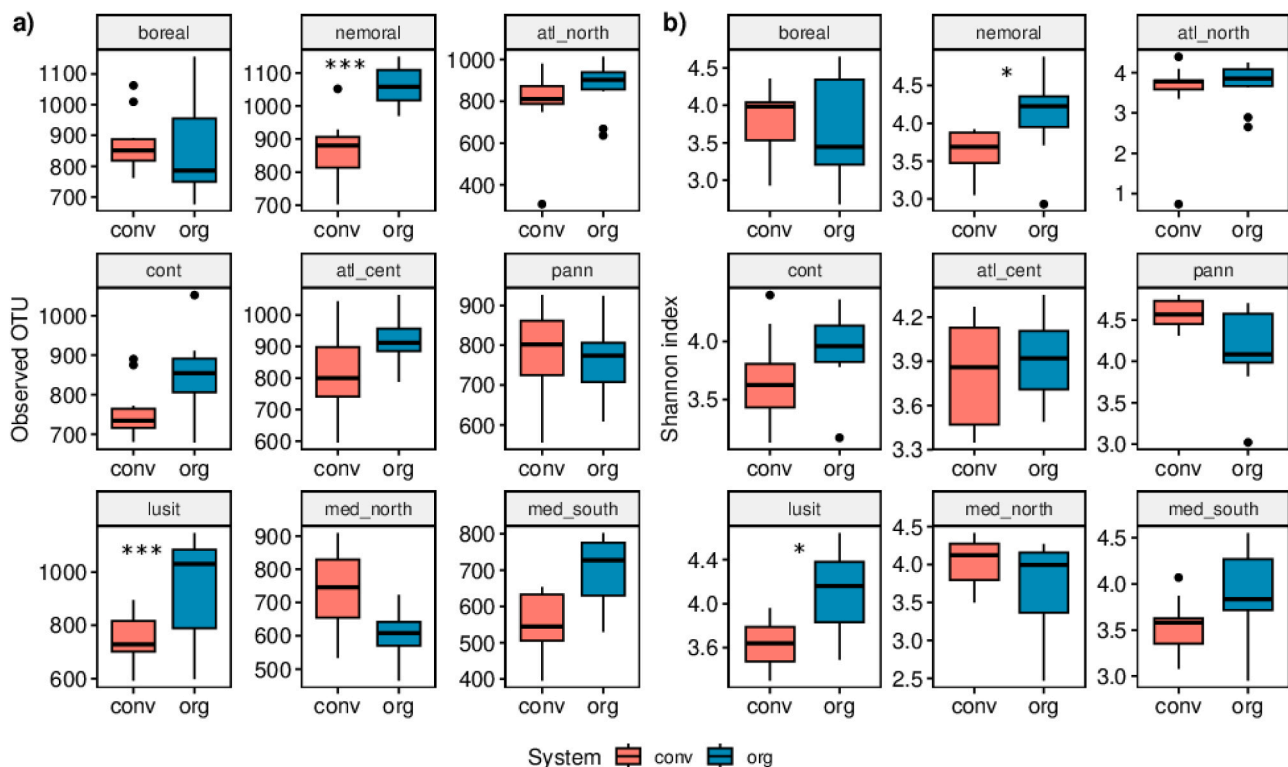 a)
boreal
nemoral
atl_north
1100
1000
900
800
700
1100
1000
900
800
700
1000
800
600
400
***
conv org
conv org
conv org
Observed OTU
cont
atl_cent
pann
1000
900
800
700
1000
900
800
700
600
900
800
700
600
conv org
conv org
conv org
lusit
med_north
med_south
1000
800
600
900
800
700
600
500
800
700
600
500
400
***
conv org
conv org
conv org
b)
boreal
nemoral
atl_north
4.5
4.0
3.5
3.0
4.5
4.0
3.5
3.0
4
3
2
1
*
conv org
conv org
conv org
Shannon index
cont
atl_cent
pann
4.0
3.5
4.2
3.9
3.6
3.3
4.5
4.0
3.5
3.0
conv org
conv org
conv org
lusit
med_north
med_south
4.4
4.0
3.6
4.5
4.0
3.5
3.0
2.5
4.5
4.0
3.5
3.0
*
conv org
conv org
conv org
System conv org